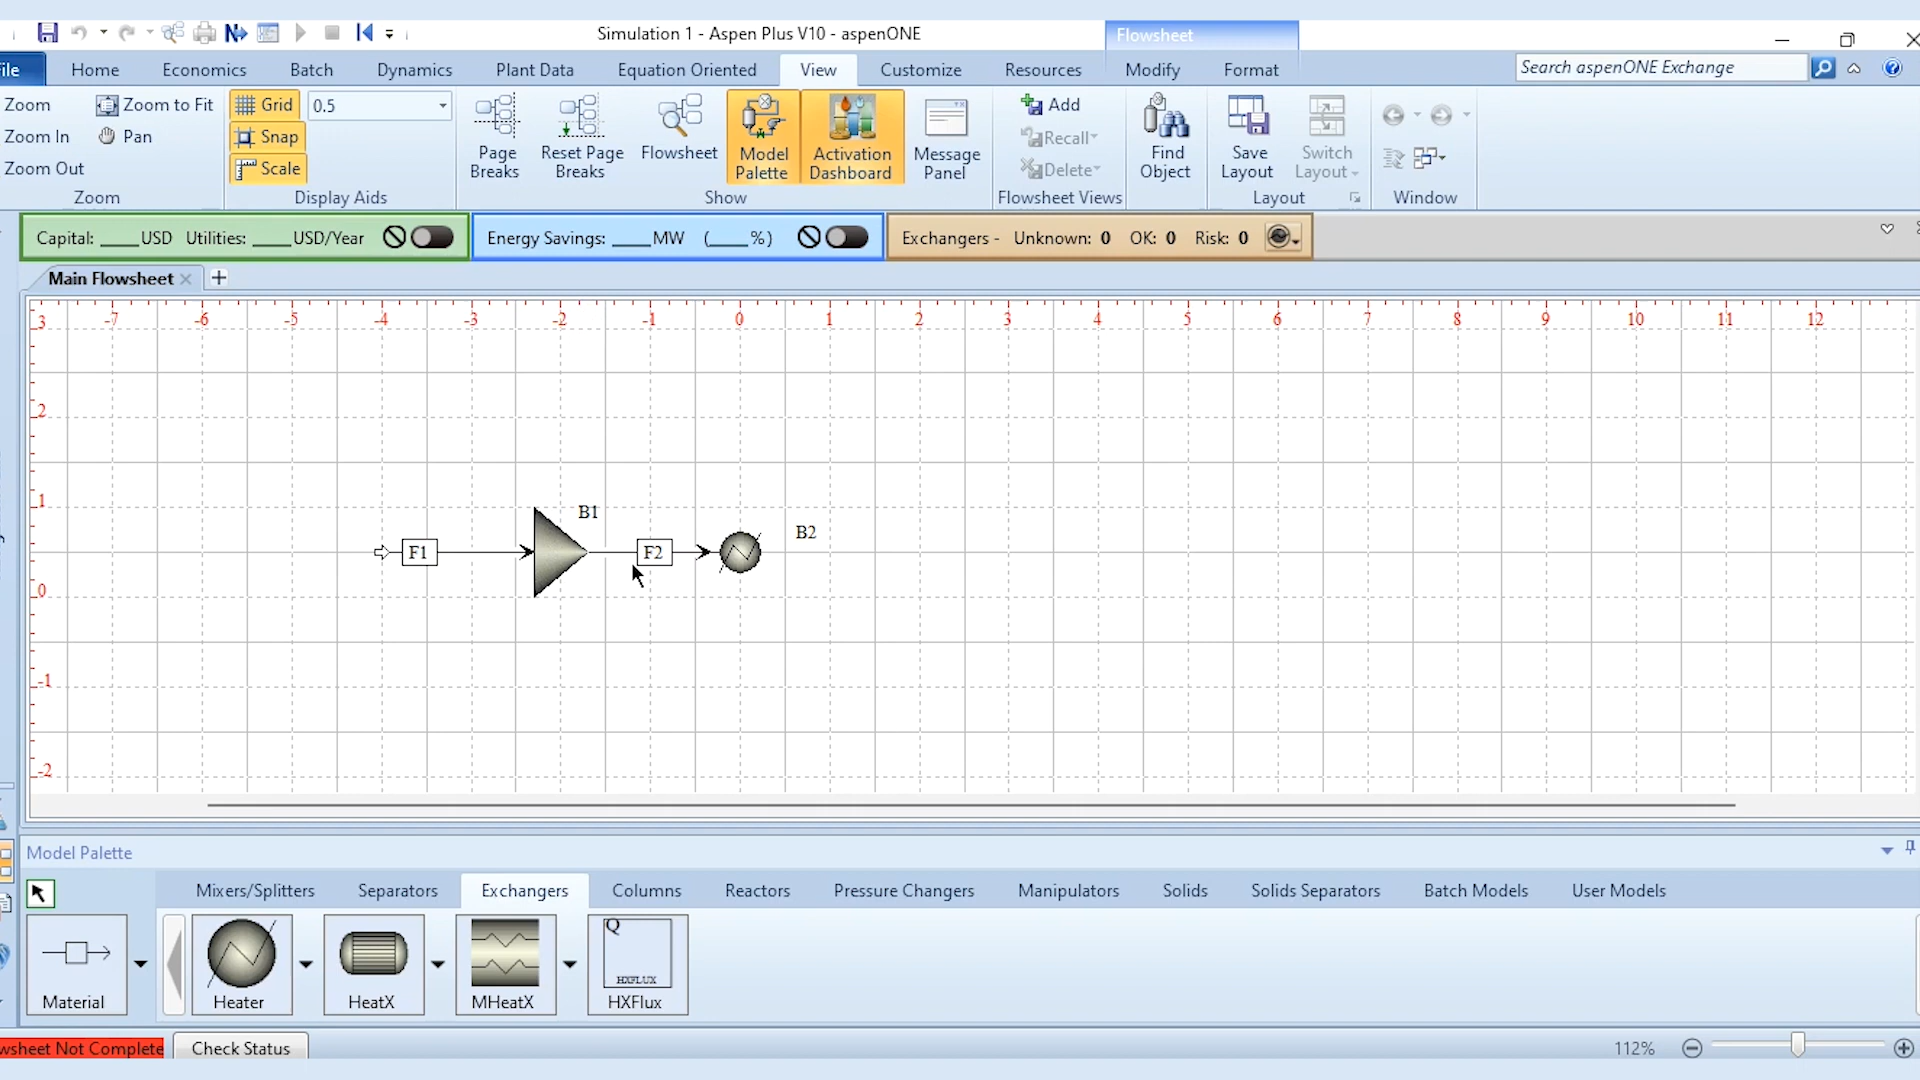 Simulation 1 - Aspen Plus V10 - aspenONE
Flowsheet
File Home Economics Batch Dynamics Plant Data Equation Oriented View Customize Resources Modify Format Search aspenONE Exchange
Zoom Zoom to Fit Grid 0.5
Zoom In Pan Snap
Zoom Out Scale
Zoom Display Aids
Page Breaks
Reset Page Breaks
Flowsheet
Model Palette
Activation Dashboard
Message Panel
Show
Add
Recall
Delete
Flowsheet Views
Find Object
Save Layout
Switch Layout
Layout
Window
Capital: ____USD Utilities: ____USD/Year
Energy Savings: ____MW (____%)
Exchangers - Unknown: 0 OK: 0 Risk: 0
Main Flowsheet
-7 -6 -5 -4 -3 -2 -1 0 1 2 3 4 5 6 7 8 9 10 11 12
3
2
1
0
-1
-2
F1
B1
F2
B2
Model Palette
Mixers/Splitters Separators Exchangers Columns Reactors Pressure Changers Manipulators Solids Solids Separators Batch Models User Models
Q
HXFLUX
Material Heater HeatX MHeatX HXFlux
wsheet Not Complete Check Status 112%